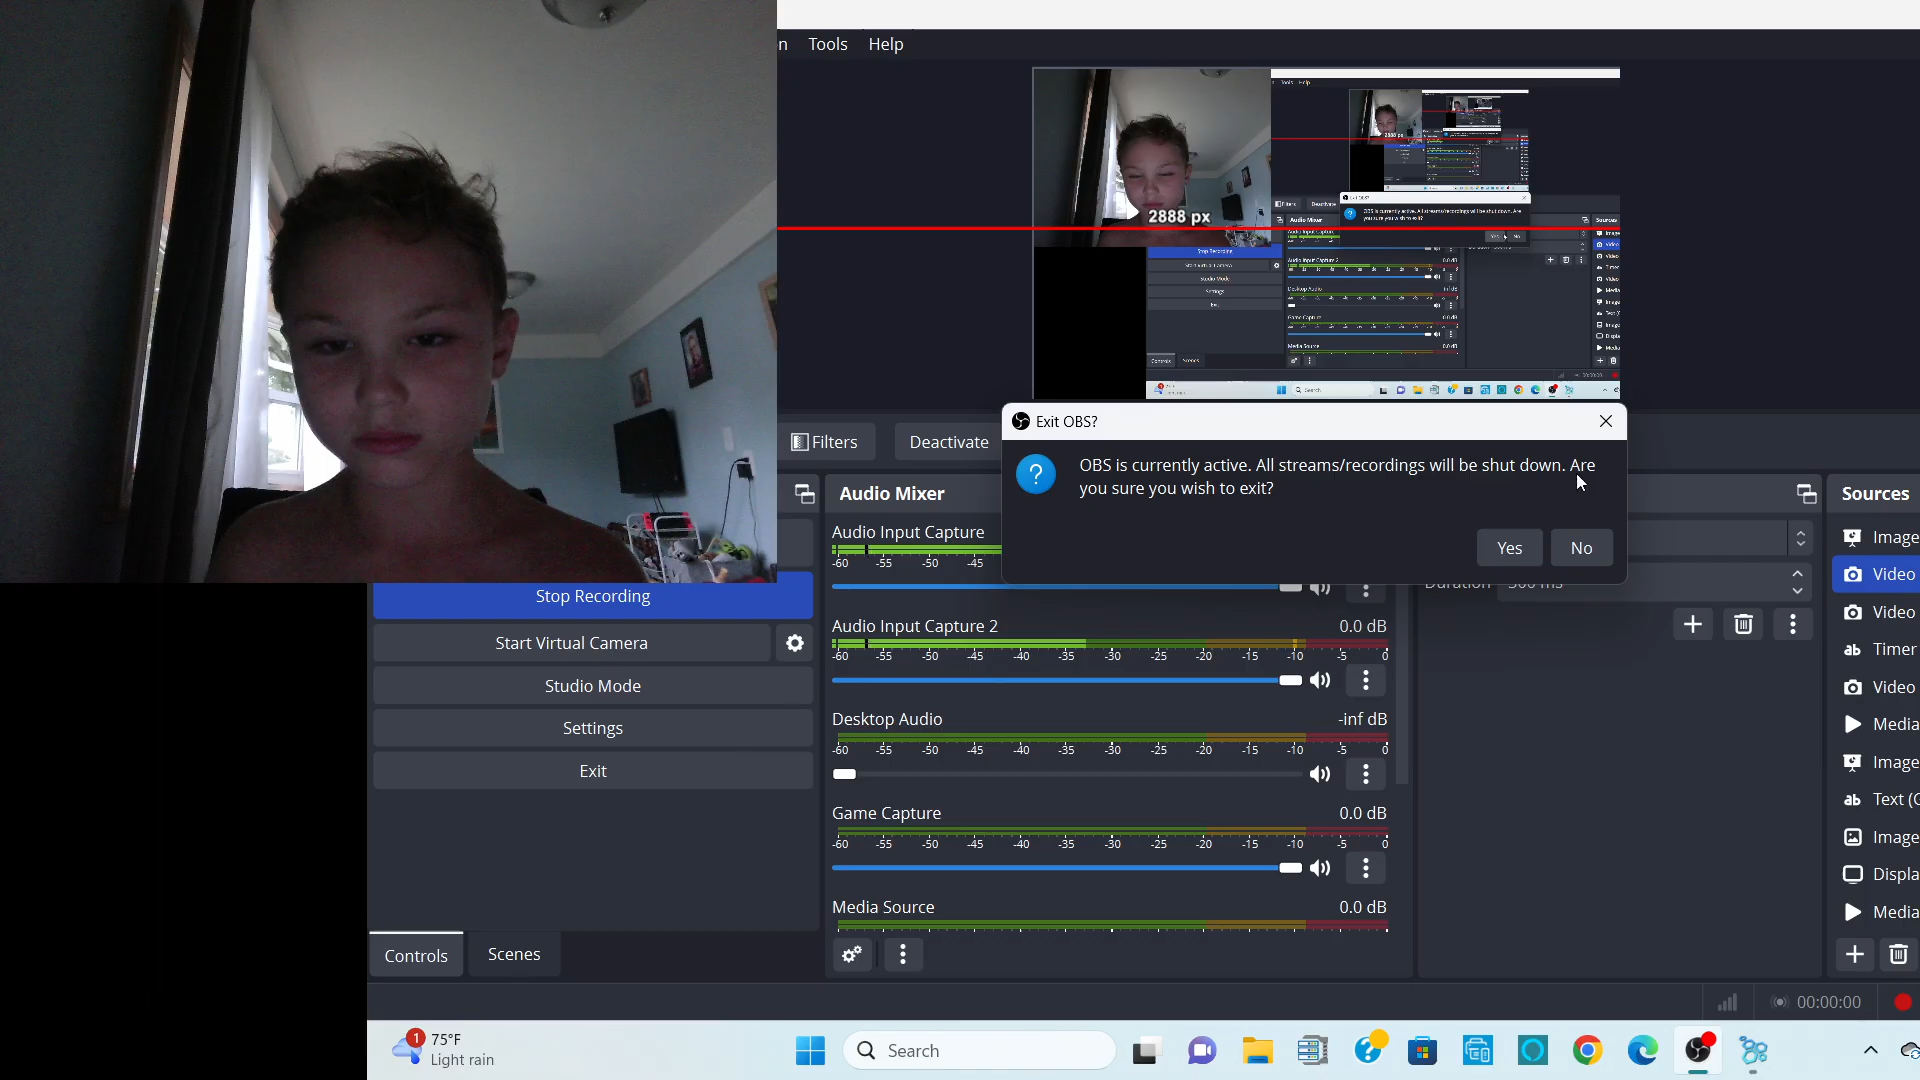 n Tools Help
2888 px
Filters
Deactivate
Exit OBS?
OBS is currently active. All streams/recordings will be shut down. Are
you sure you wish to exit?
Yes
No
Stop Recording
Start Virtual Camera
Studio Mode
Settings
Exit
Controls
Scenes
Audio Mixer
Audio Input Capture
-60 -55 -50 -45
Audio Input Capture 2
0.0 dB
-60 -55 -50 -45 -40 -35 -30 -25 -20 -15 -10 -5 0
Desktop Audio
-inf dB
-60 -55 -50 -45 -40 -35 -30 -25 -20 -15 -10 -5 0
Game Capture
0.0 dB
-60 -55 -50 -45 -40 -35 -30 -25 -20 -15 -10 -5 0
Media Source
0.0 dB
Sources
Image
Video
Video
ab Timer
Video
Media
Image
ab Text (G
Image
Displa
Media
00:00:00
1
75°F
Light rain
Search